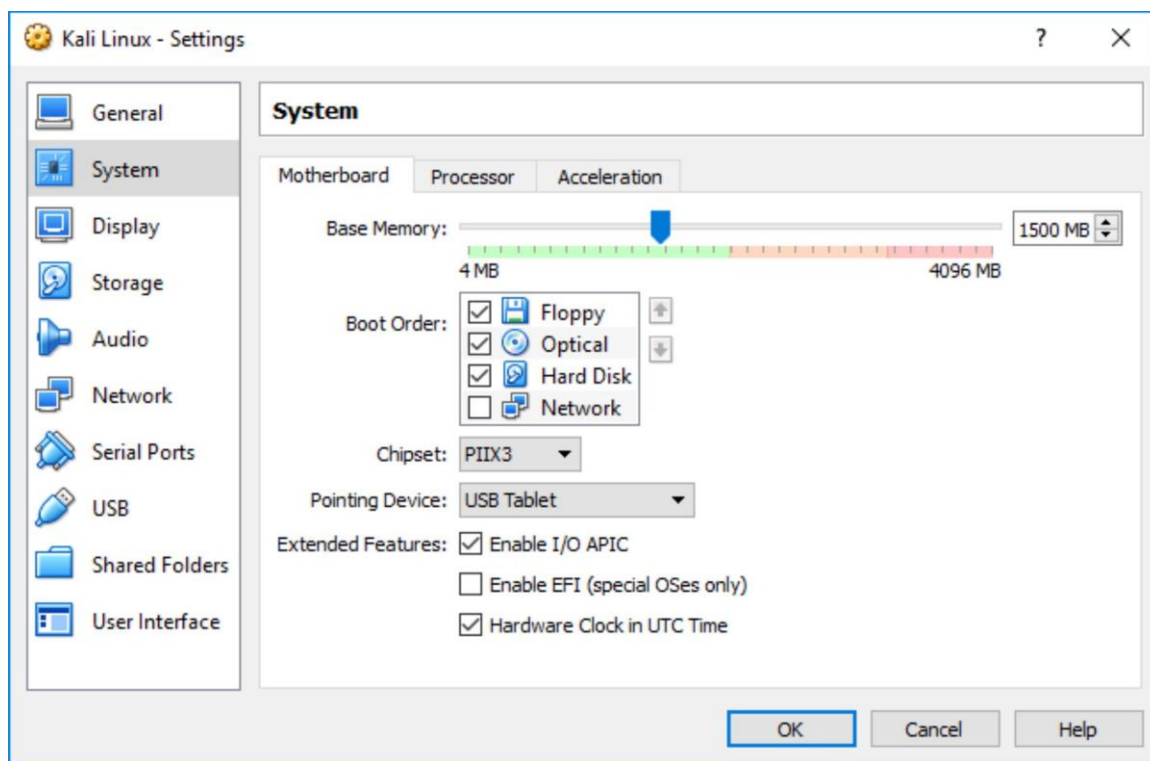 Kali Linux - Settings ?
General
System
Display
Storage
Audio
Network
Serial Ports
USB
Shared Folders
User Interface
System
Motherboard Processor Acceleration
Base Memory: 1500 MB
4 MB 4096 MB
Boot Order: Floppy
Optical
Hard Disk
Network
Chipset: PIIX3
Pointing Device: USB Tablet
Extended Features: Enable I/O APIC
Enable EFI (special OSes only)
Hardware Clock in UTC Time
OK Cancel Help